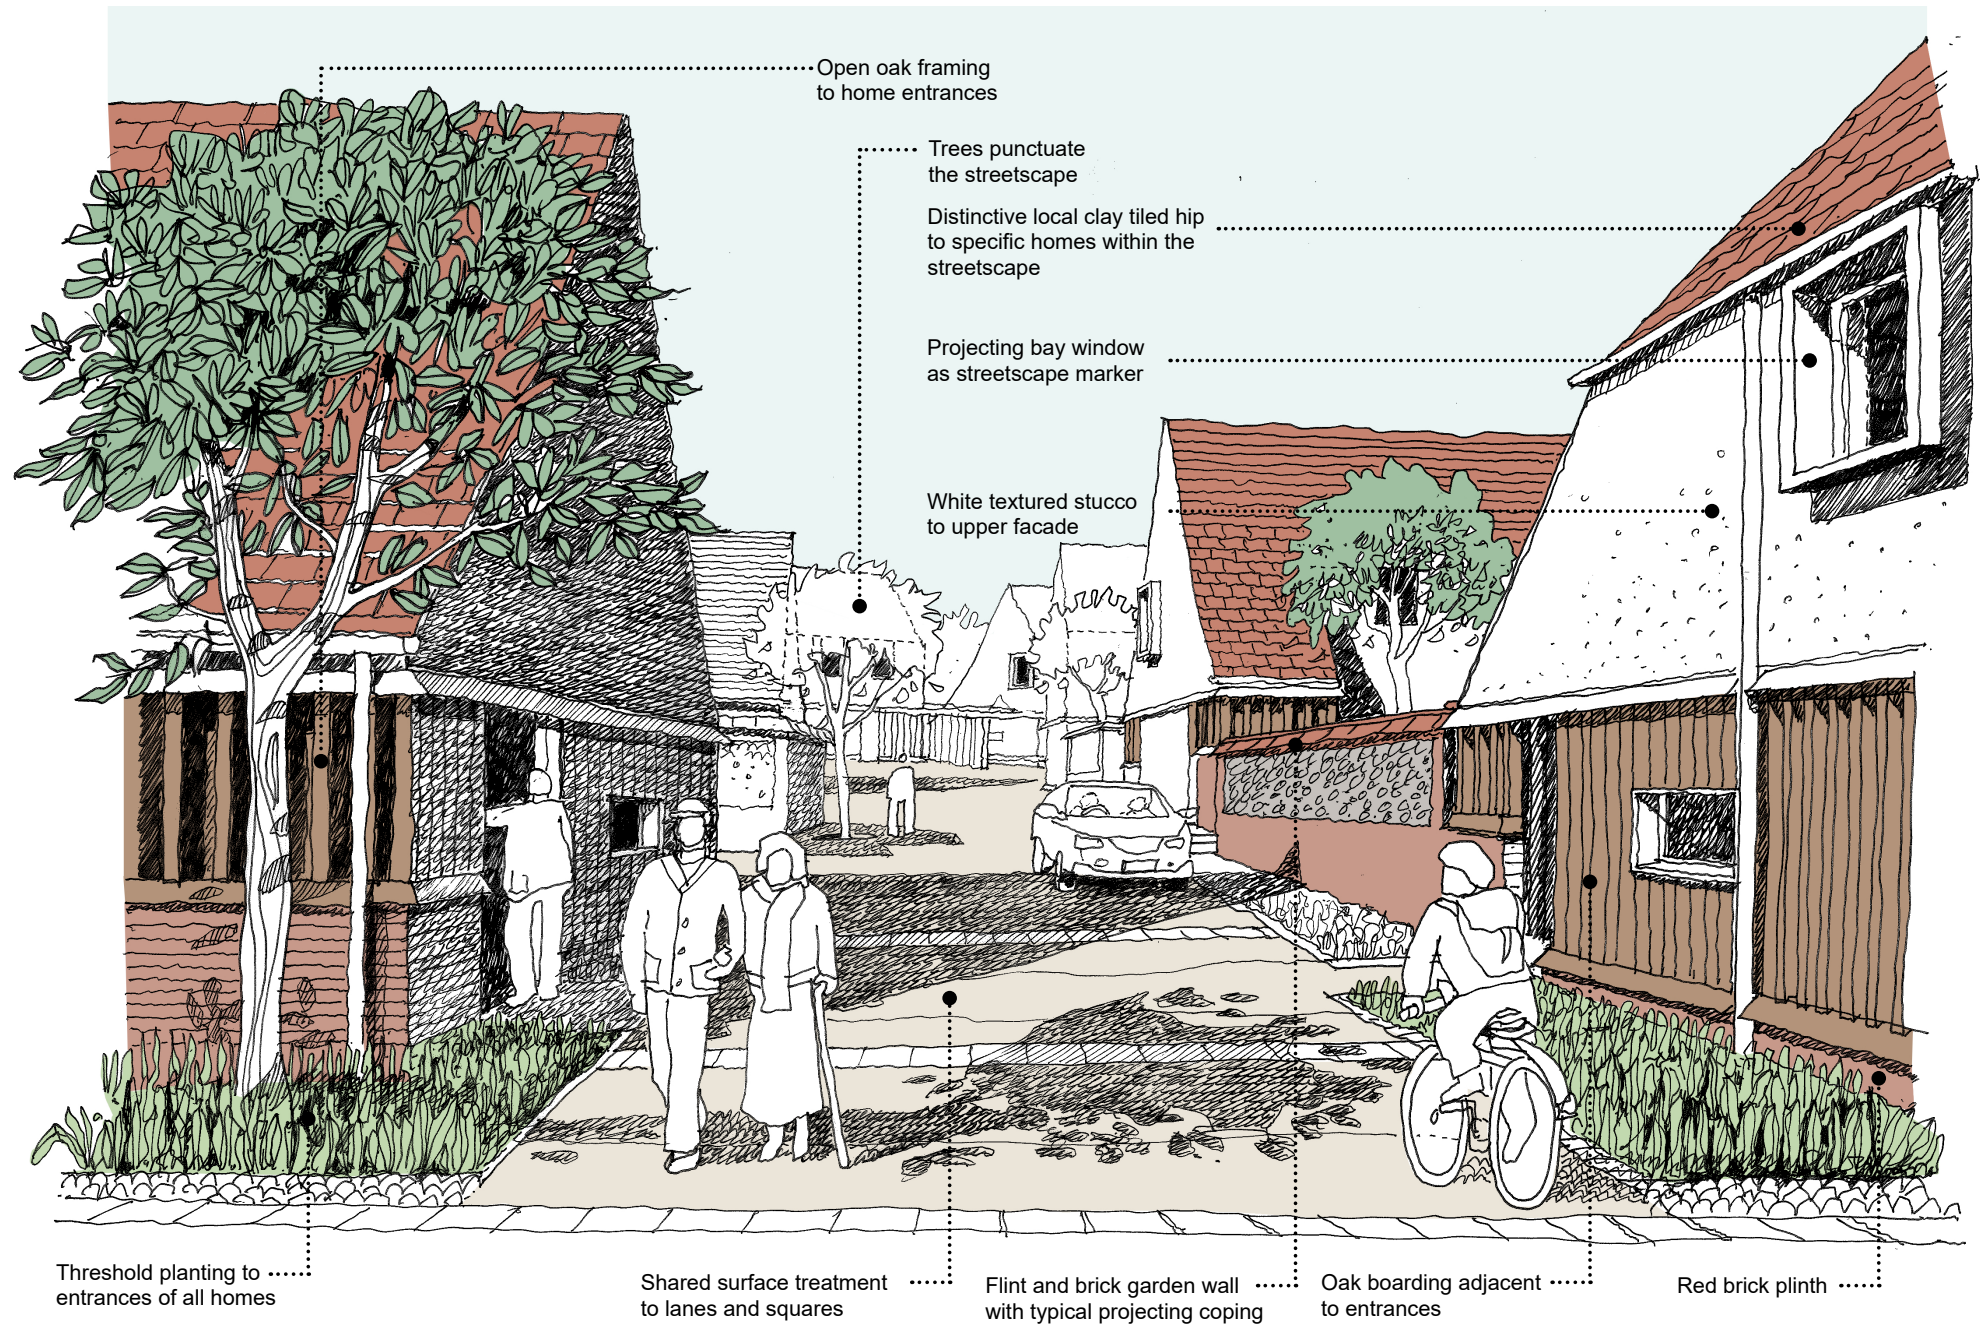 Open oak framing
to home entrances
Trees punctuate
the streetscape
Distinctive local clay tiled hip
to specific homes within the
streetscape
Projecting bay window
as streetscape marker
White textured stucco
to upper facade
Threshold planting to
entrances of all homes
Shared surface treatment
to lanes and squares
Flint and brick garden wall
with typical projecting coping
Oak boarding adjacent
to entrances
Red brick plinth